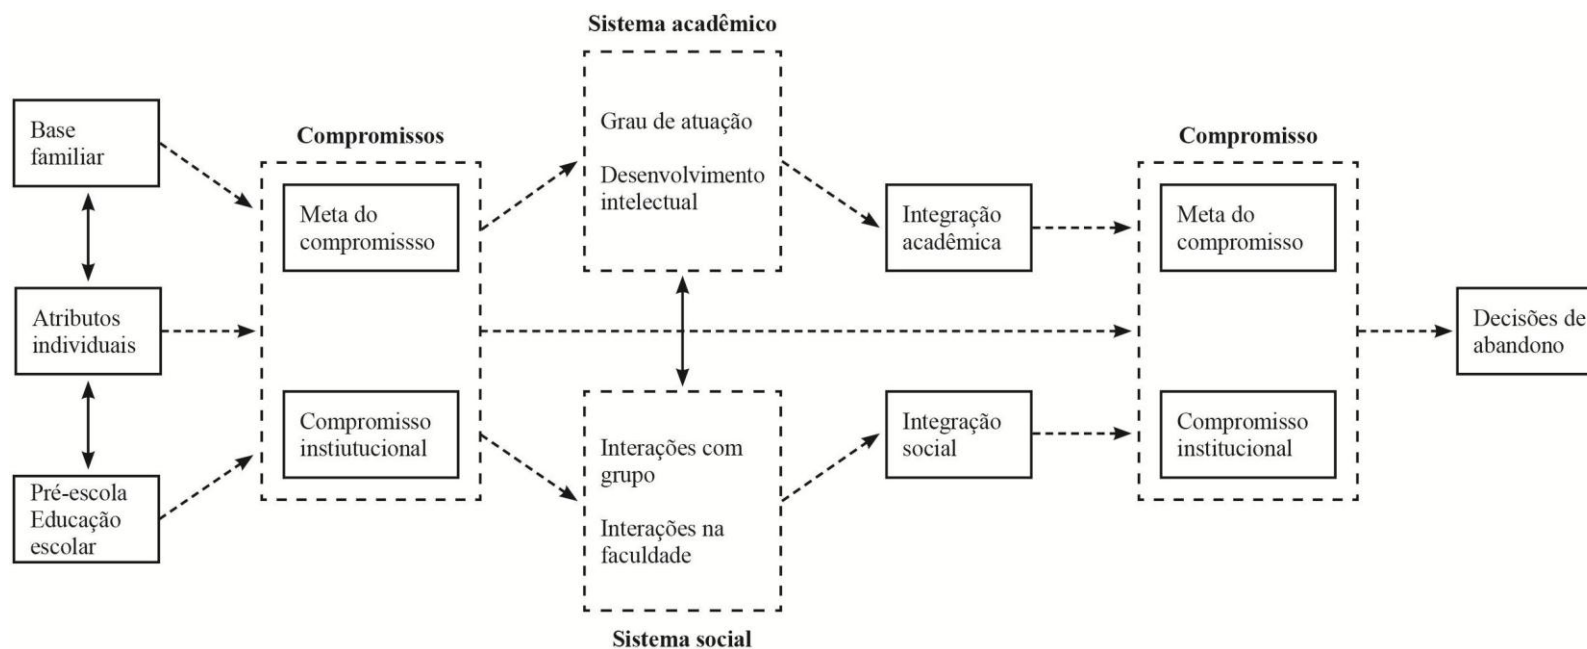 Sistema acadêmico
Base
familiar
Compromissos
Grau de atuação
Compromisso
Desenvolvimento
intelectual
Meta do
compromissso
Integração
acadêmica
Meta do
compromisso
Atributos
individuais
Decisões de
abandono
Compromisso
instiutucional
Interações com
grupo
Integração
social
Compromisso
institucional
Pré-escola
Educação
escolar
Interações na
faculdade
Sistema social